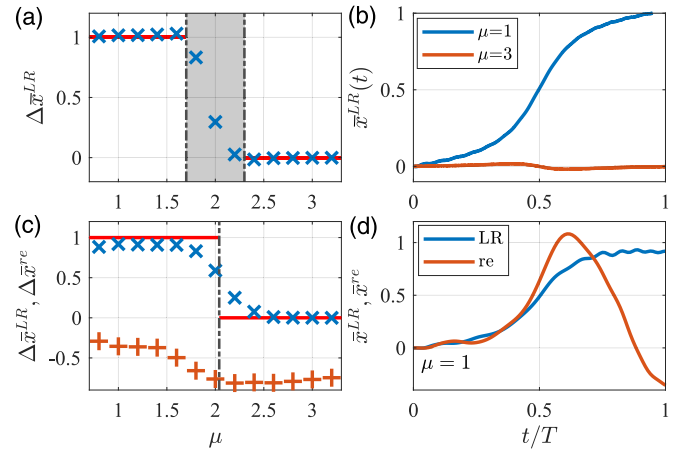 (a)
1
0.5
0
Δx̄^{LR}
1
1.5
2
2.5
3
(b)
μ=1
μ=3
1
0.5
0
x̄^{LR}(t)
0
0.5
1
(c)
1
0.5
0
-0.5
Δx̄^{LR}, Δx̄^{re}
1
1.5
2
2.5
3
μ
(d)
LR
re
1
0.5
0
x̄^{LR}, x̄^{re}
μ = 1
0
0.5
1
t/T